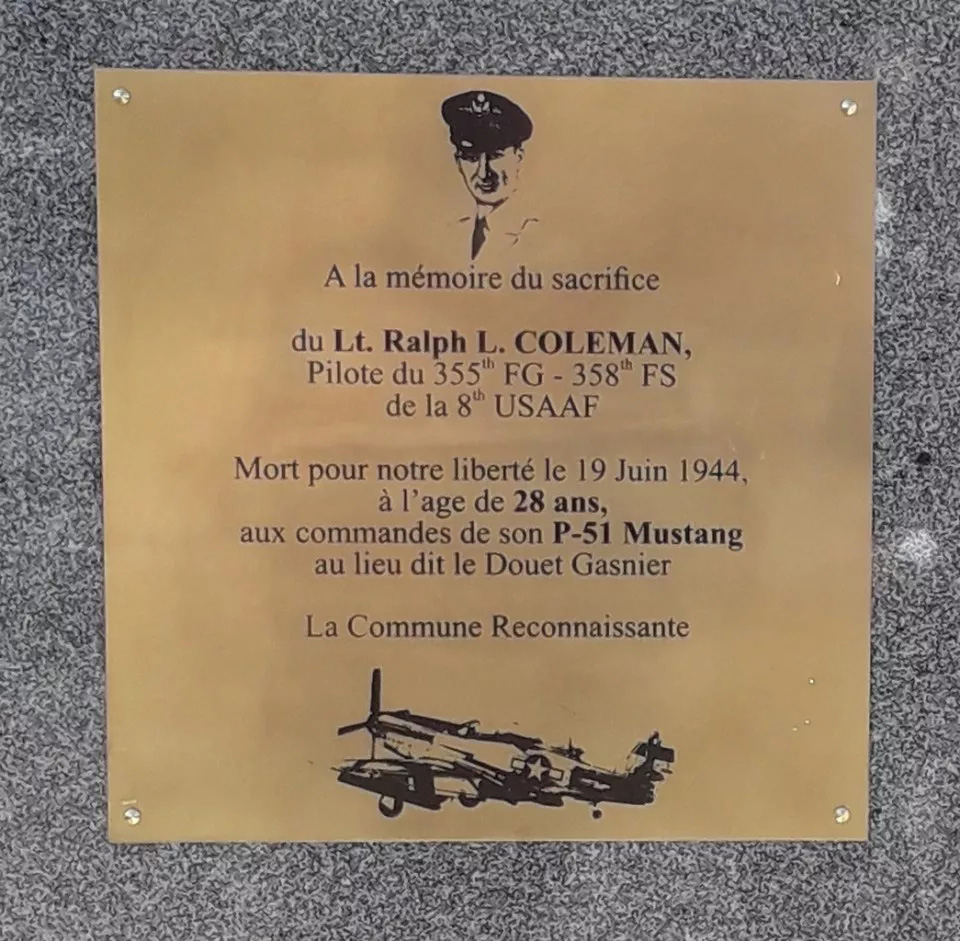 A la mémoire du sacrifice
du Lt. Ralph L. COLEMAN,
Pilote du 355th FG - 358th FS
de la 8th USAAF
Mort pour notre liberté le 19 Juin 1944,
à l'age de 28 ans,
aux commandes de son P-51 Mustang
au lieu dit le Douet Gasnier
La Commune Reconnaissante